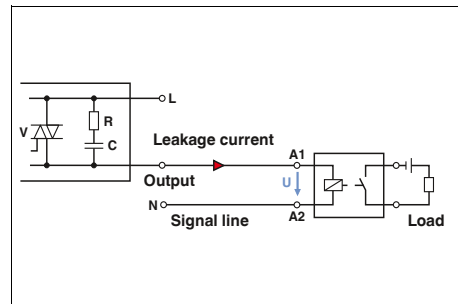 L
R
V
C
Leakage current
A1
Output
U
N
Signal line
A2
Load